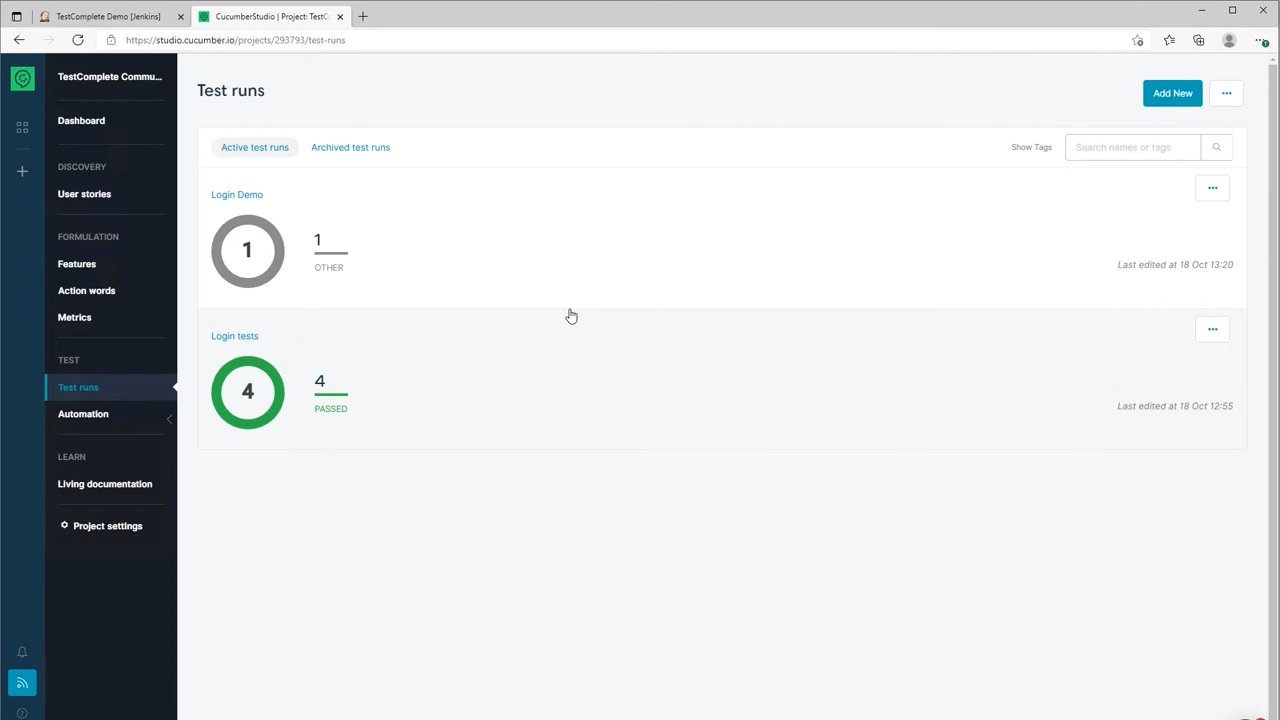 TestComplete Demo [Jenkins]
CucumberStudio | Project: TestCo
https://studio.cucumber.io/projects/293793/test-runs
TestComplete Commu...
Dashboard
DISCOVERY
User stories
FORMULATION
Features
Action words
Metrics
TEST
Test runs
Automation
LEARN
Living documentation
Project settings
Test runs
Add New
Active test runs
Archived test runs
Show Tags
Search names or tags
Login Demo
1
1
OTHER
Last edited at 18 Oct 13:20
Login tests
4
4
PASSED
Last edited at 18 Oct 12:55